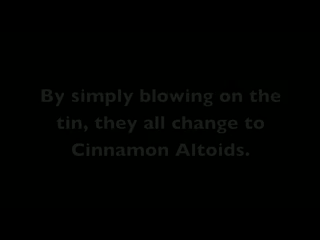 By simply blowing on the
tin, they all change to
Cinnamon Altoids.